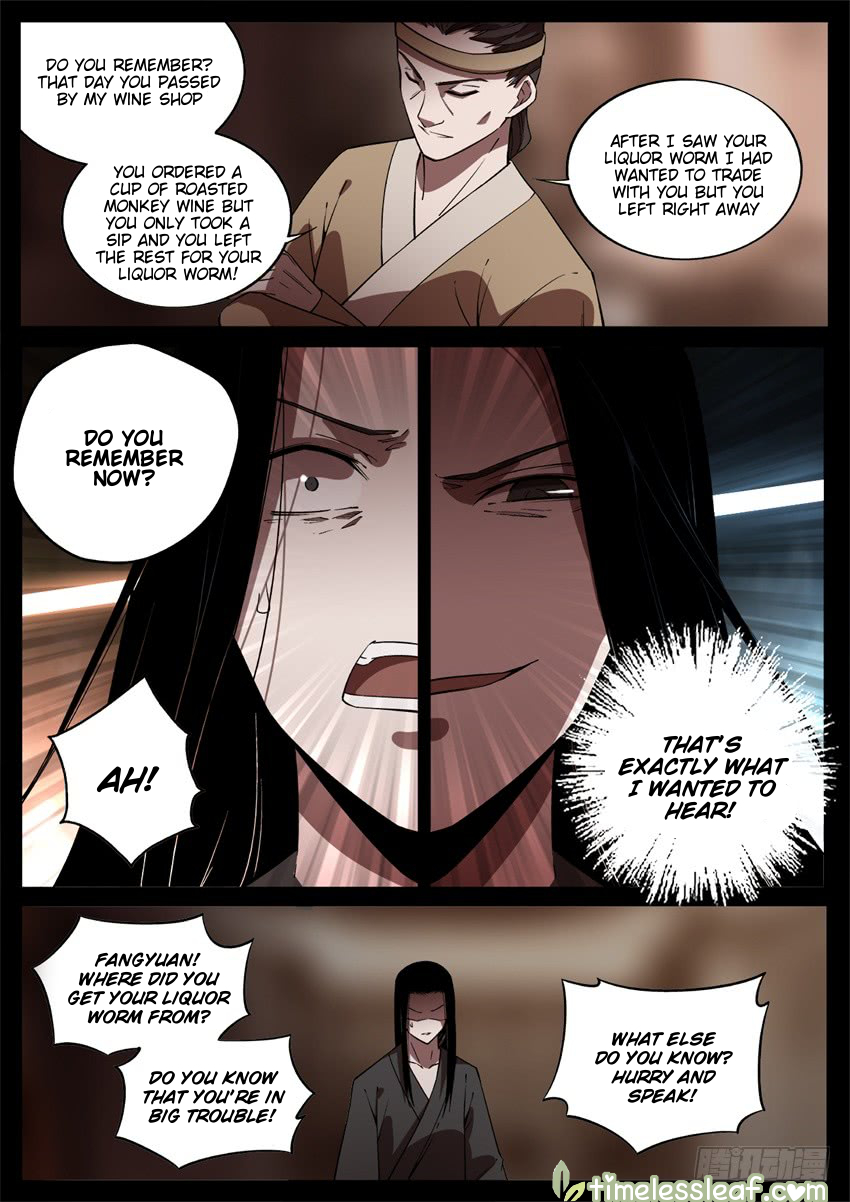 DO YOU REMEMBER?
THAT DAY YOU PASSED
BY MY WINE SHOP
YOU ORDERED A
CUP OF ROASTED
MONKEY WINE BUT
YOU ONLY TOOK A
SIP AND YOU LEFT
THE REST FOR YOUR
LIQUOR WORM!
AFTER I SAW YOUR
LIQUOR WORM I HAD
WANTED TO TRADE
WITH YOU BUT YOU
LEFT RIGHT AWAY
DO YOU
REMEMBER
NOW?
AH!
THAT'S
EXACTLY WHAT
I WANTED TO
HEAR!
FANGYUAN!
WHERE DID YOU
GET YOUR LIQUOR
WORM FROM?
DO YOU KNOW
THAT YOU'RE IN
BIG TROUBLE!
WHAT ELSE
DO YOU KNOW?
HURRY AND
SPEAK!
腾讯动漫
timelessleaf.com